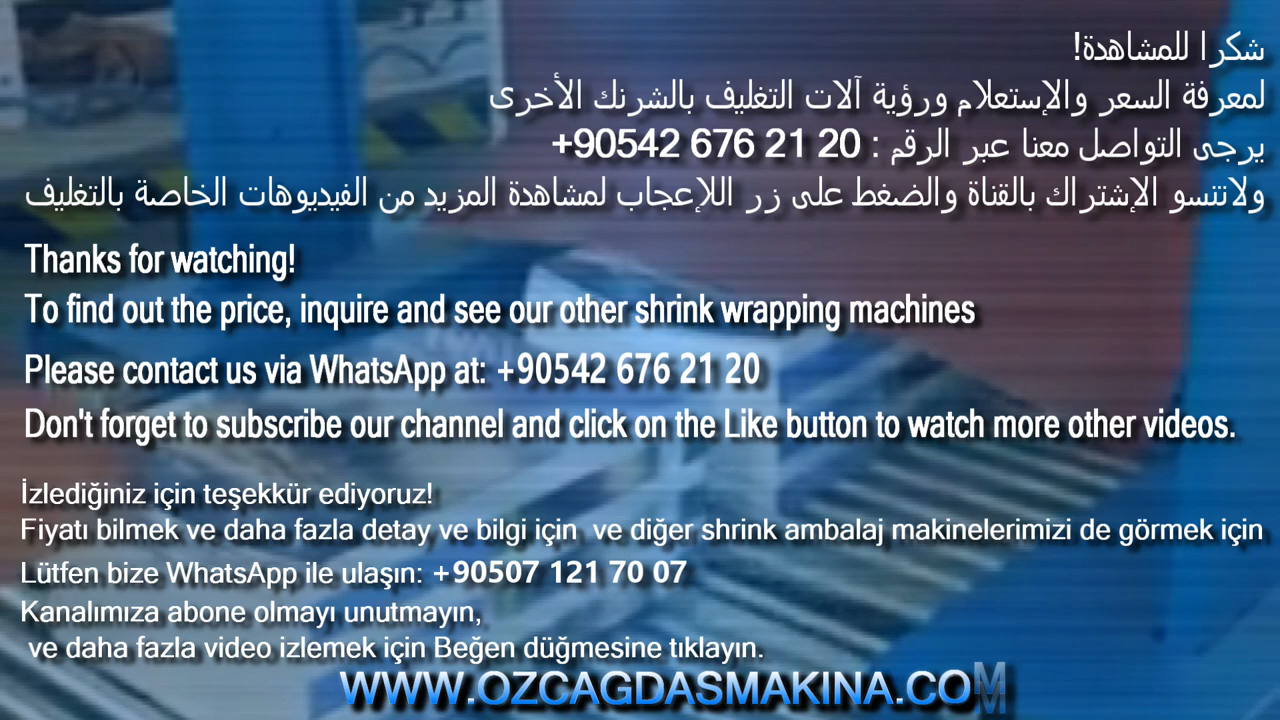 شكرا للمشاهدة!
لمعرفة السعر والإستعلام ورؤية آلات التغليف بالشرنك الأخرى
يرجى التواصل معنا عبر الرقم : +90542 676 21 20
ولاتنسو الإشتراك بالقناة والضغط على زر اللإعجاب لمشاهدة المزيد من الفيديوهات الخاصة بالتغليف
Thanks for watching!
To find out the price, inquire and see our other shrink wrapping machines
Please contact us via WhatsApp at: +90542 676 21 20
Don't forget to subscribe our channel and click on the Like button to watch more other videos.
İzlediğiniz için teşekkür ediyoruz!
Fiyatı bilmek ve daha fazla detay ve bilgi için  ve diğer shrink ambalaj makinelerimizi de görmek için
Lütfen bize WhatsApp ile ulaşın: +90507 121 70 07
Kanalımıza abone olmayı unutmayın,
ve daha fazla video izlemek için Beğen düğmesine tıklayın.
WWW.OZCAGDASMAKINA.COM